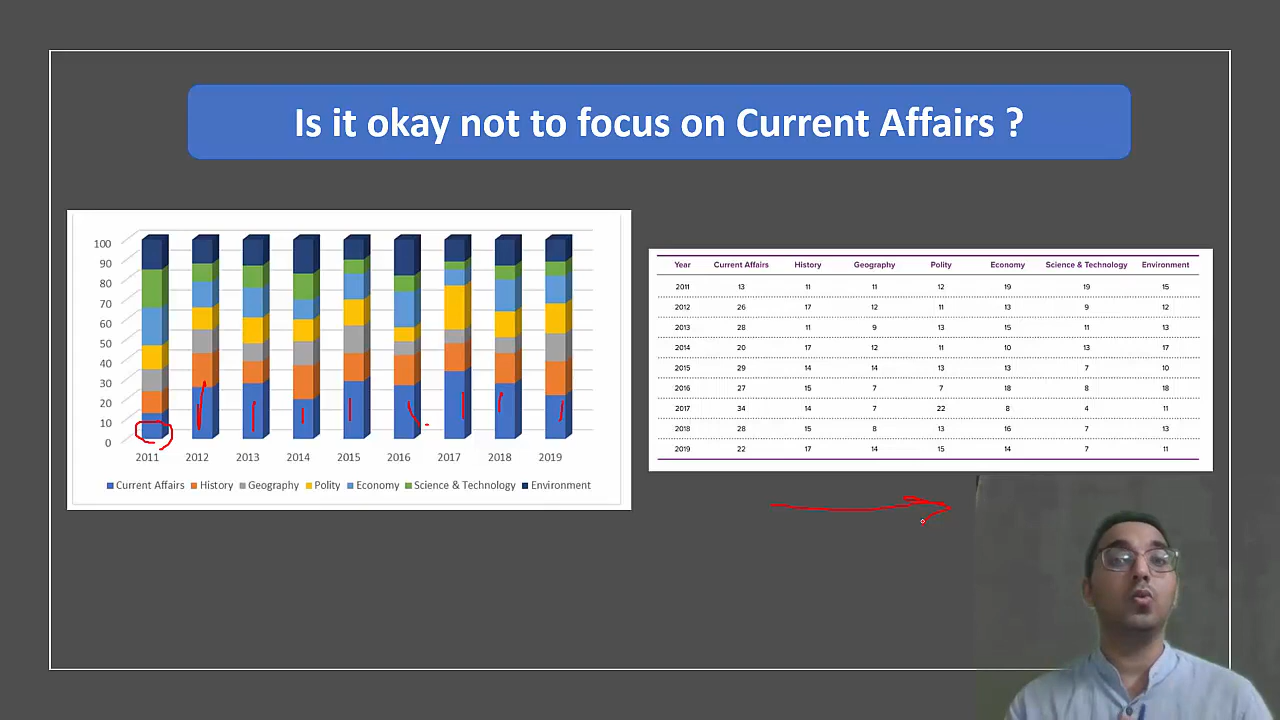 Is it okay not to focus on Current Affairs ?
100
90
80
70
60
50
40
30
20
10
0
2011 2012 2013 2014 2015 2016 2017 2018 2019
Current Affairs History Geography Polity Economy Science & Technology Environment
Year Current Affairs History Geography Polity Economy Science & Technology Environment
2011 13 11 11 12 19 19 15
2012 26 17 12 11 13 9 12
2013 28 11 9 13 15 11 13
2014 20 17 12 11 10 13 17
2015 29 14 14 13 13 7 10
2016 27 15 7 7 18 8 18
2017 34 14 7 22 8 4 11
2018 28 15 8 13 16 7 13
2019 22 17 14 15 14 7 11